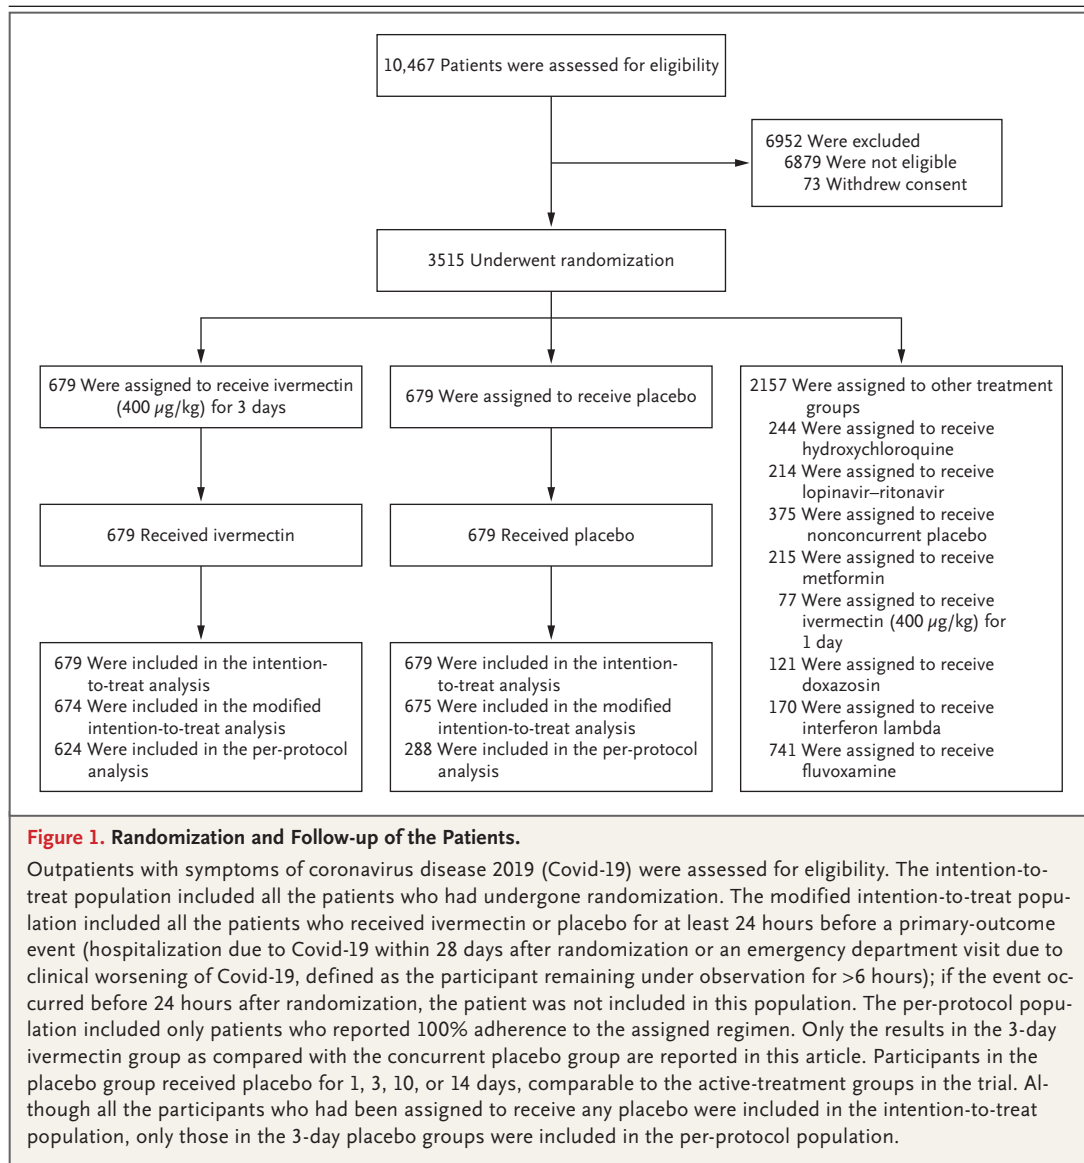 10,467 Patients were assessed for eligibility
6952 Were excluded
6879 Were not eligible
73 Withdrew consent
3515 Underwent randomization
679 Were assigned to receive ivermectin
(400 µg/kg) for 3 days
679 Were assigned to receive placebo
2157 Were assigned to other treatment
groups
244 Were assigned to receive
hydroxychloroquine
214 Were assigned to receive
lopinavir–ritonavir
375 Were assigned to receive
nonconcurrent placebo
215 Were assigned to receive
metformin
77 Were assigned to receive
ivermectin (400 µg/kg) for
1 day
121 Were assigned to receive
doxazosin
170 Were assigned to receive
interferon lambda
741 Were assigned to receive
fluvoxamine
679 Received ivermectin
679 Received placebo
679 Were included in the intention-
to-treat analysis
674 Were included in the modified
intention-to-treat analysis
624 Were included in the per-protocol
analysis
679 Were included in the intention-
to-treat analysis
675 Were included in the modified
intention-to-treat analysis
288 Were included in the per-protocol
analysis
Figure 1. Randomization and Follow-up of the Patients.
Outpatients with symptoms of coronavirus disease 2019 (Covid-19) were assessed for eligibility. The intention-to-
treat population included all the patients who had undergone randomization. The modified intention-to-treat pop-
ulation included all the patients who received ivermectin or placebo for at least 24 hours before a primary-outcome
event (hospitalization due to Covid-19 within 28 days after randomization or an emergency department visit due to
clinical worsening of Covid-19, defined as the participant remaining under observation for >6 hours); if the event oc-
curred before 24 hours after randomization, the patient was not included in this population. The per-protocol pop-
ulation included only patients who reported 100% adherence to the assigned regimen. Only the results in the 3-day
ivermectin group as compared with the concurrent placebo group are reported in this article. Participants in the
placebo group received placebo for 1, 3, 10, or 14 days, comparable to the active-treatment groups in the trial. Al-
though all the participants who had been assigned to receive any placebo were included in the intention-to-treat
population, only those in the 3-day placebo groups were included in the per-protocol population.